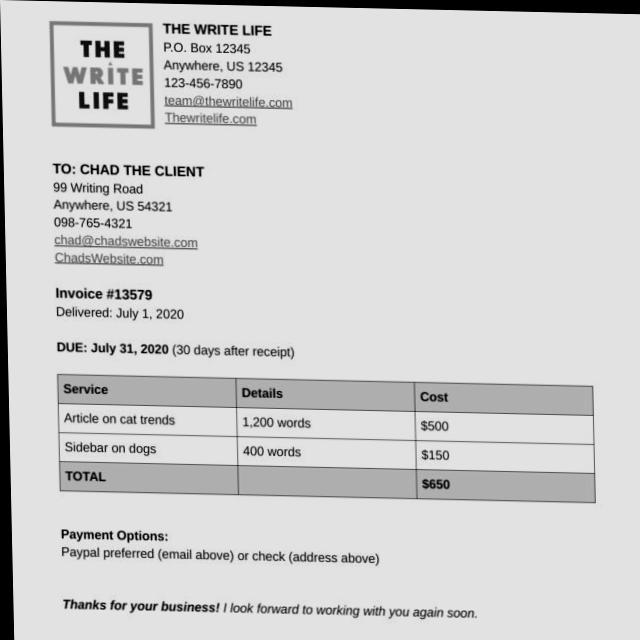 THE
WRITE
LIFE
THE WRITE LIFE
P.O. Box 12345
Anywhere, US 12345
123-456-7890
team@thewritelife.com
Thewritelife.com
TO: CHAD THE CLIENT
99 Writing Road
Anywhere, US 54321
098-765-4321
chad@chadswebsite.com
ChadsWebsite.com
Invoice #13579
Delivered: July 1, 2020
DUE: July 31, 2020 (30 days after receipt)
Service Details Cost
Article on cat trends 1,200 words $500
Sidebar on dogs 400 words $150
TOTAL $650
Payment Options:
Paypal preferred (email above) or check (address above)
Thanks for your business! I look forward to working with you again soon.